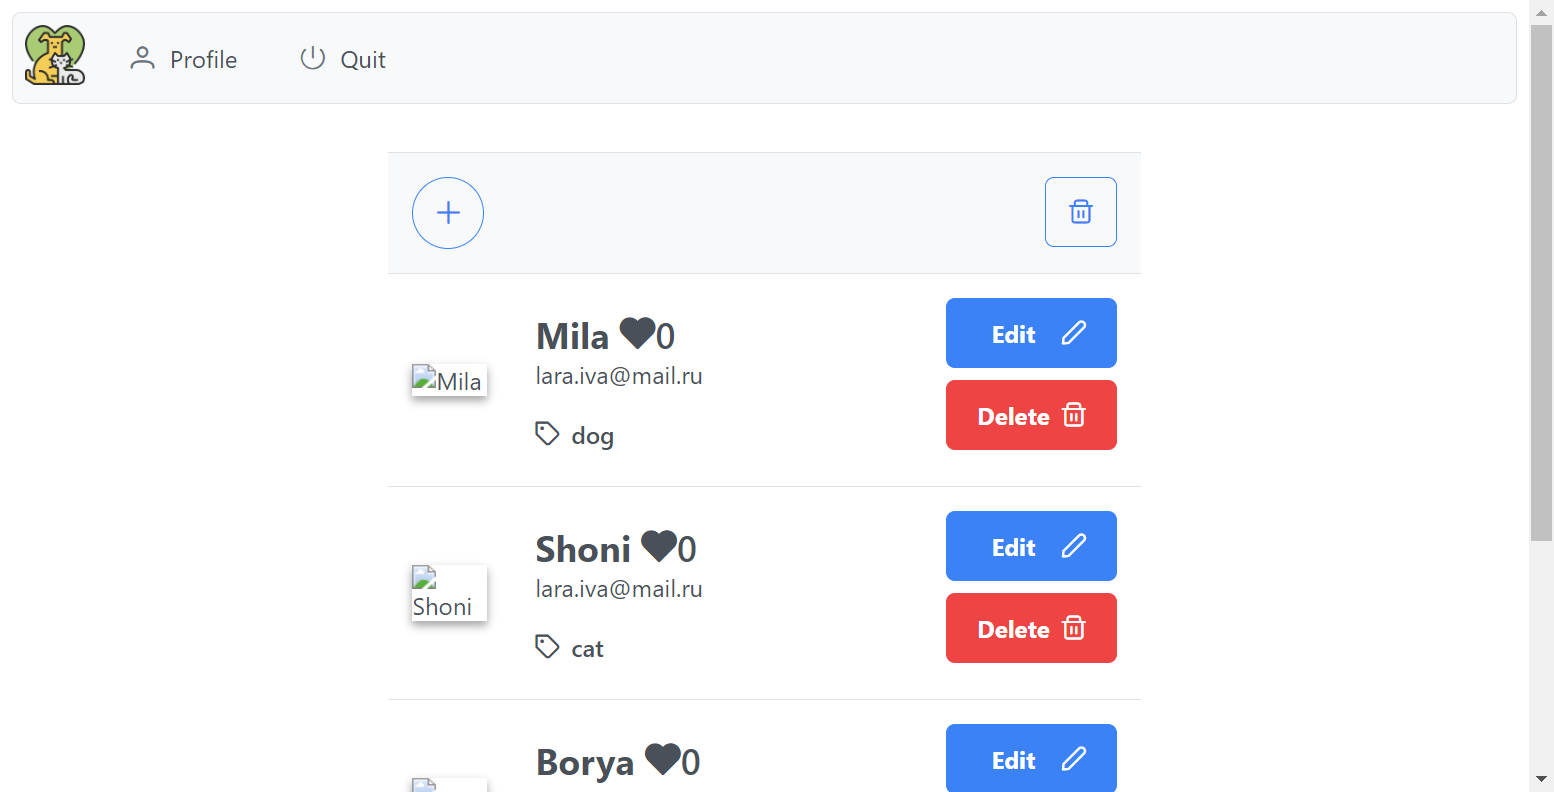 Profile
Quit
Mila 0
lara.iva@mail.ru
Mila
dog
Edit
Delete
Shoni 0
lara.iva@mail.ru
Shoni
cat
Edit
Delete
Borya 0
Edit